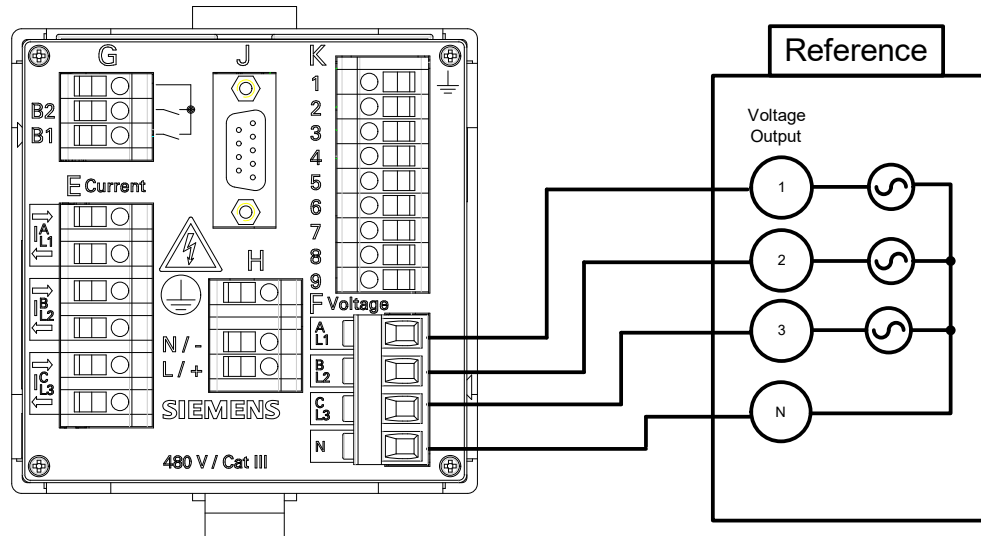 G
J
K
B2
B1
1
2
3
4
5
6
7
8
9
E Current
A
L1
B
L2
C
L3
H
N / -
L / +
SIEMENS
480 V / Cat III
F Voltage
A
L1
B
L2
C
L3
N
Reference
Voltage
Output
1
2
3
N